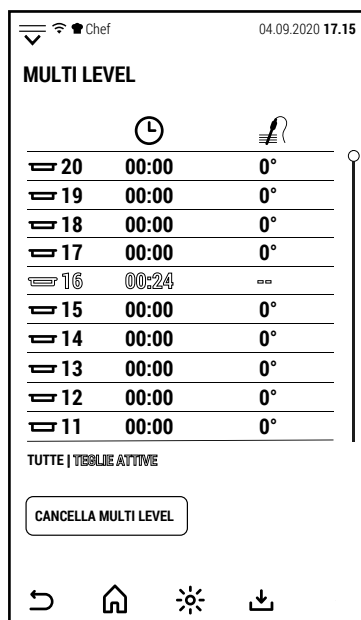 Chef 04.09.2020 17.15
MULTI LEVEL
20 00:00 0°
19 00:00 0°
18 00:00 0°
17 00:00 0°
16 00:24 --
15 00:00 0°
14 00:00 0°
13 00:00 0°
12 00:00 0°
11 00:00 0°
TUTTE | TEGLIE ATTIVE
CANCELLA MULTI LEVEL